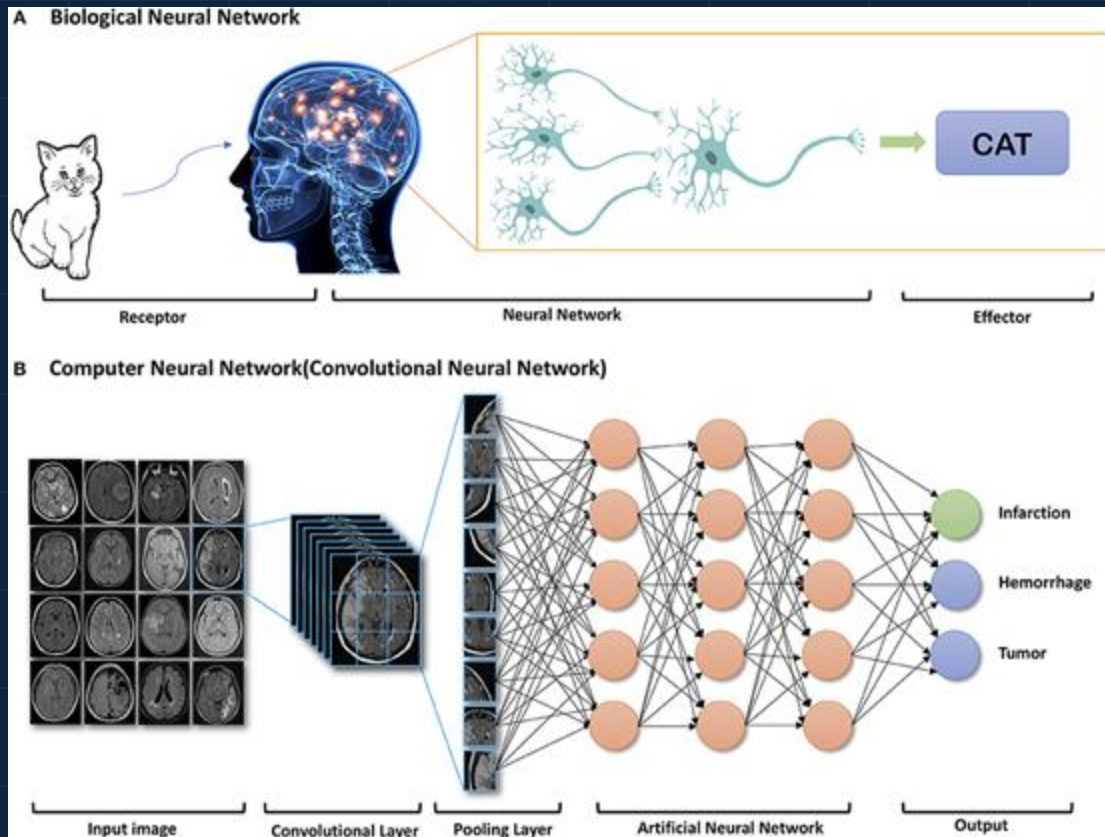 A Biological Neural Network
CAT
Receptor
Neural Network
Effector
B Computer Neural Network(Convolutional Neural Network)
Infarction
Hemorrhage
Tumor
Input image
Convolutional Layer
Pooling Layer
Artificial Neural Network
Output